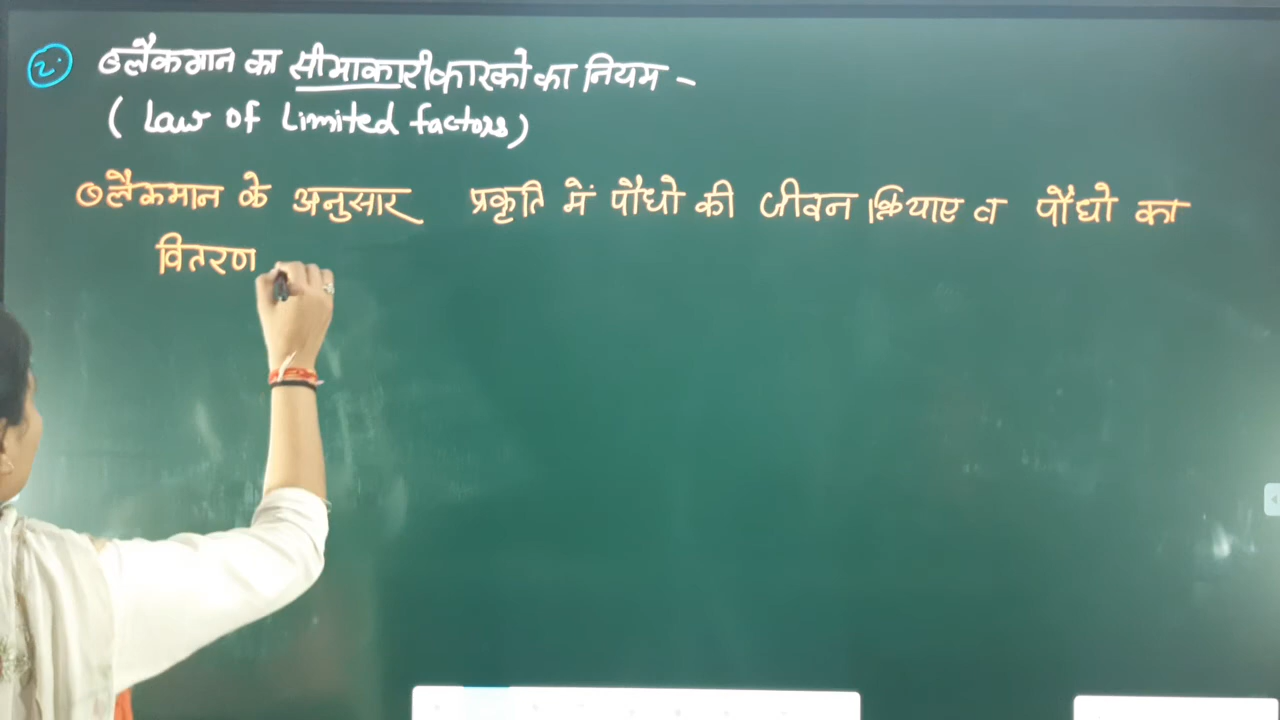 2.
ब्लैकमान का सीमाकारी कारको का नियम -
( Law of Limited factors )
ब्लैकमान के अनुसार प्रकृति में पौधो की जीवन क्रियाए व पौंधो का
वितरण